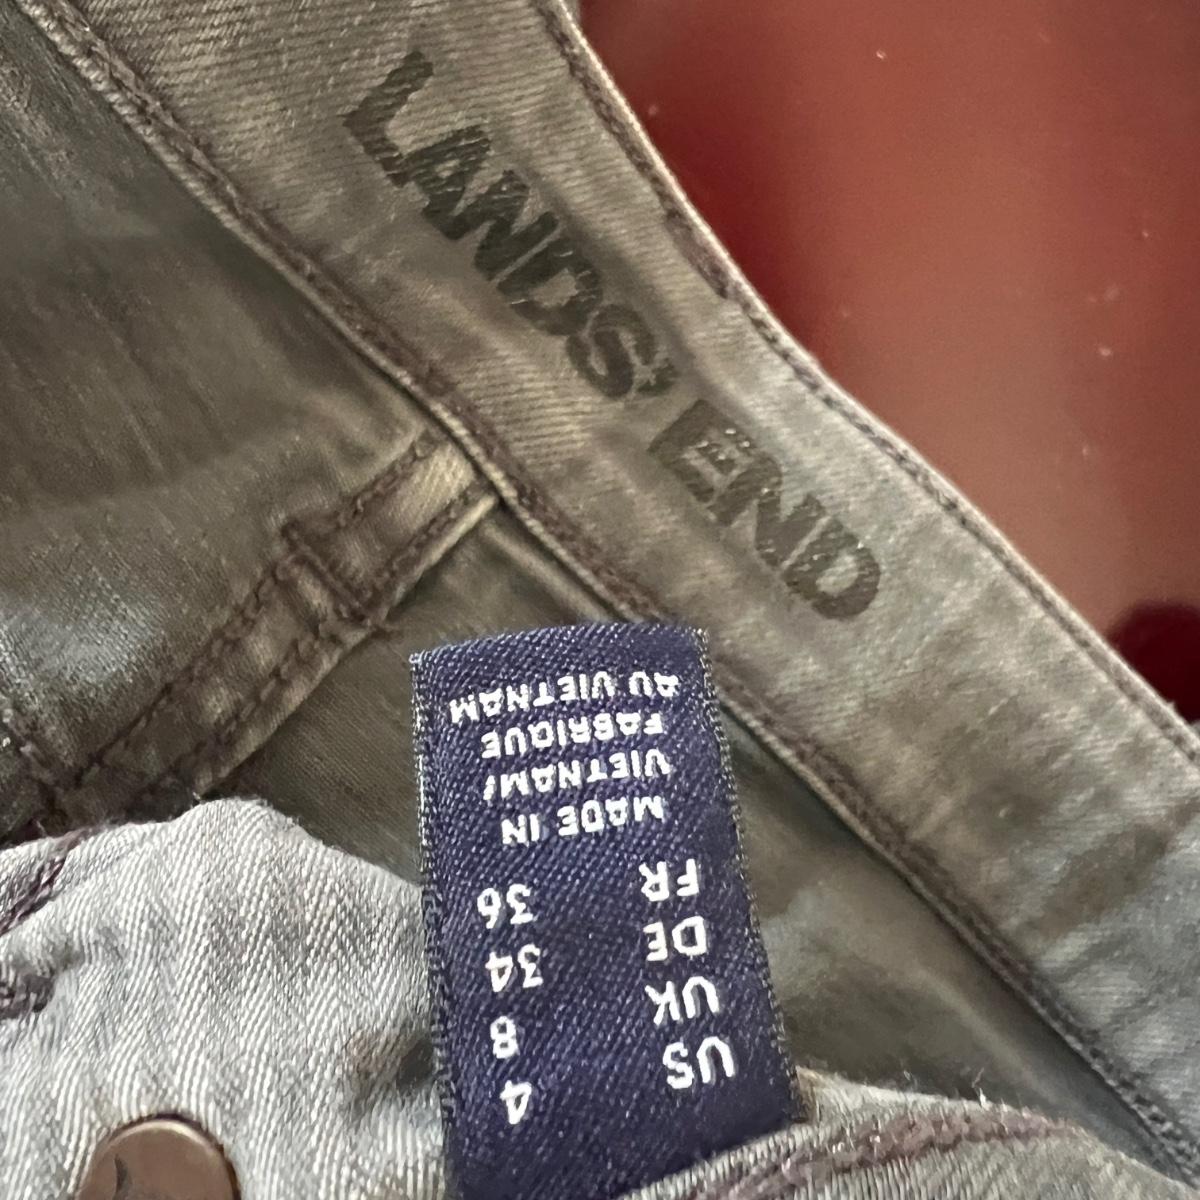 LANDS' END
US 4
UK 8
DE 34
FR 36
MADE IN
VIETNAM/
FABRIQUE
AU VIETNAM